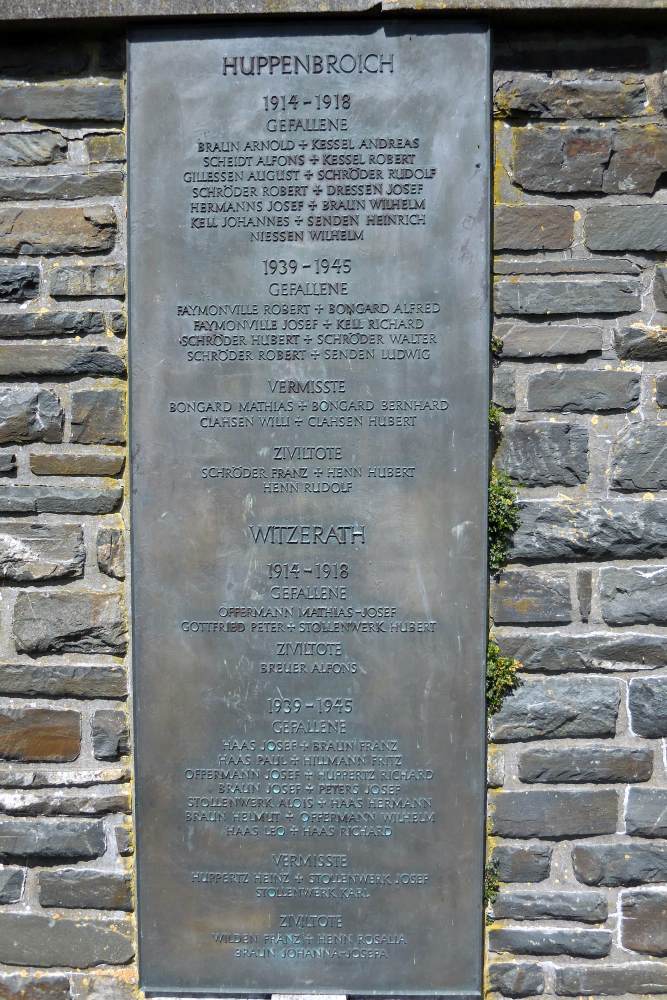 HUPPENBROICH
1914-1918
GEFALLENE
BRAUN ARNOLD + KESSEL ANDREAS
SCHEIDT ALFONS + KESSEL ROBERT
GILLESSEN AUGUST + SCHRÖDER RUDOLF
SCHRÖDER ROBERT + DRESSEN JOSEF
HERMANNS JOSEF + BRAUN WILHELM
KELL JOHANNES + SENDEN HEINRICH
NIESSEN WILHELM
1939-1945
GEFALLENE
FAYMONVILLE ROBERT + BONGARD ALFRED
FAYMONVILLE JOSEF + KELL RICHARD
SCHRÖDER HUBERT + SCHRÖDER WALTER
SCHRÖDER ROBERT + SENDEN LUDWIG
VERMISSTE
BONGARD MATHIAS + BONGARD BERNHARD
CLAHSEN WILLI + CLAHSEN HUBERT
ZIVILTOTE
SCHRÖDER FRANZ + HENN HUBERT
HENN RUDOLF
WITZERATH
1914-1918
GEFALLENE
OFFERMANN MATHIAS-JOSEF
GOTTFRIED PETER + STOLLENWERK HUBERT
ZIVILTOTE
BREUER ALFONS
1939-1945
GEFALLENE
HAAS JOSEF + BRAUN FRANZ
HAAS PAUL + HILLMANN FRITZ
OFFERMANN JOSEF + HUPPERTZ RICHARD
BRAUN JOSEF + PETERS JOSEF
STOLLENWERK ALOIS + HAAS HERMANN
BRAUN HELMUT + OFFERMANN WILHELM
HAAS LEO + HAAS RICHARD
VERMISSTE
HUPPERTZ HEINZ + STOLLENWERK JOSEF
STOLLENWERK KARL
ZIVILTOTE
WILDEN FRANZ + HENN ROSALIA
BRAUN JOHANNA-JOSEFA